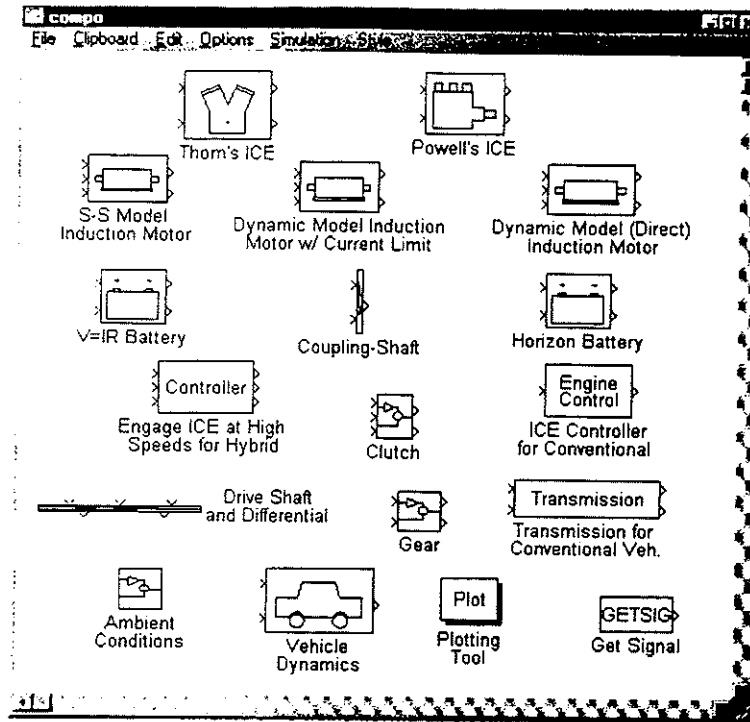 compo
File Clipboard Edit Options Simulation Style
Thom's ICE
Powell's ICE
S-S Model
Induction Motor
Dynamic Model Induction
Motor w/ Current Limit
Dynamic Model (Direct)
Induction Motor
V=IR Battery
Coupling-Shaft
Horizon Battery
Controller
Engage ICE at High
Speeds for Hybrid
Clutch
Engine
Control
ICE Controller
for Conventional
Drive Shaft
and Differential
Gear
Transmission
Transmission for
Conventional Veh.
Ambient
Conditions
Vehicle
Dynamics
Plot
Plotting
Tool
GETSIG
Get Signal